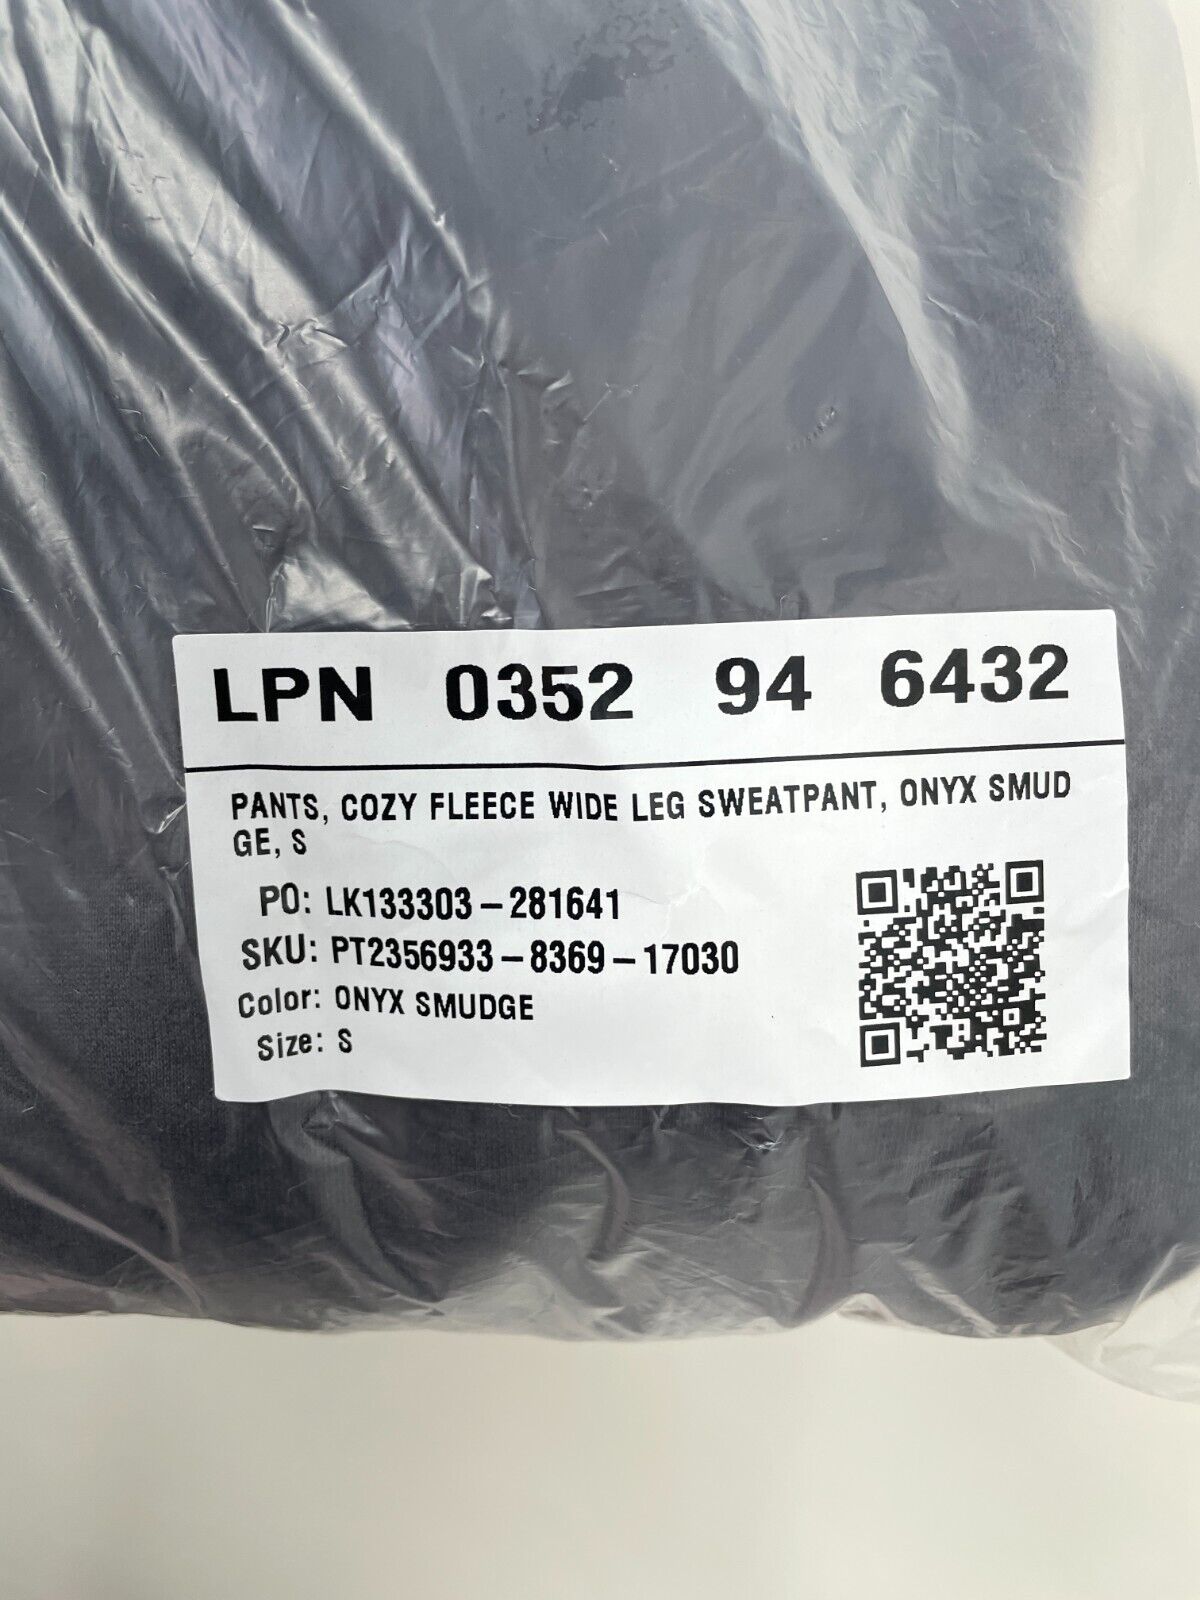 LPN 0352 94 6432
PANTS, COZY FLEECE WIDE LEG SWEATPANT, ONYX SMUD
GE, S
PO: LK133303-281641
SKU: PT2356933-8369-17030
Color: ONYX SMUDGE
Size: S